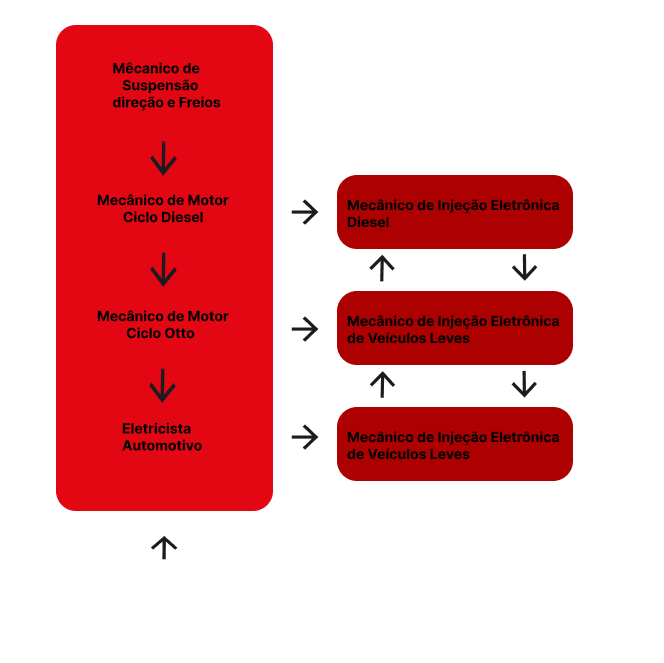 Mêcanico de
Suspensão
direção e Freios
Mecânico de Motor
Ciclo Diesel
Mecânico de Injeção Eletrônica
Diesel
Mecânico de Motor
Ciclo Otto
Mecânico de Injeção Eletrônica
de Veículos Leves
Eletricista
Automotivo
Mecânico de Injeção Eletrônica
de Veículos Leves